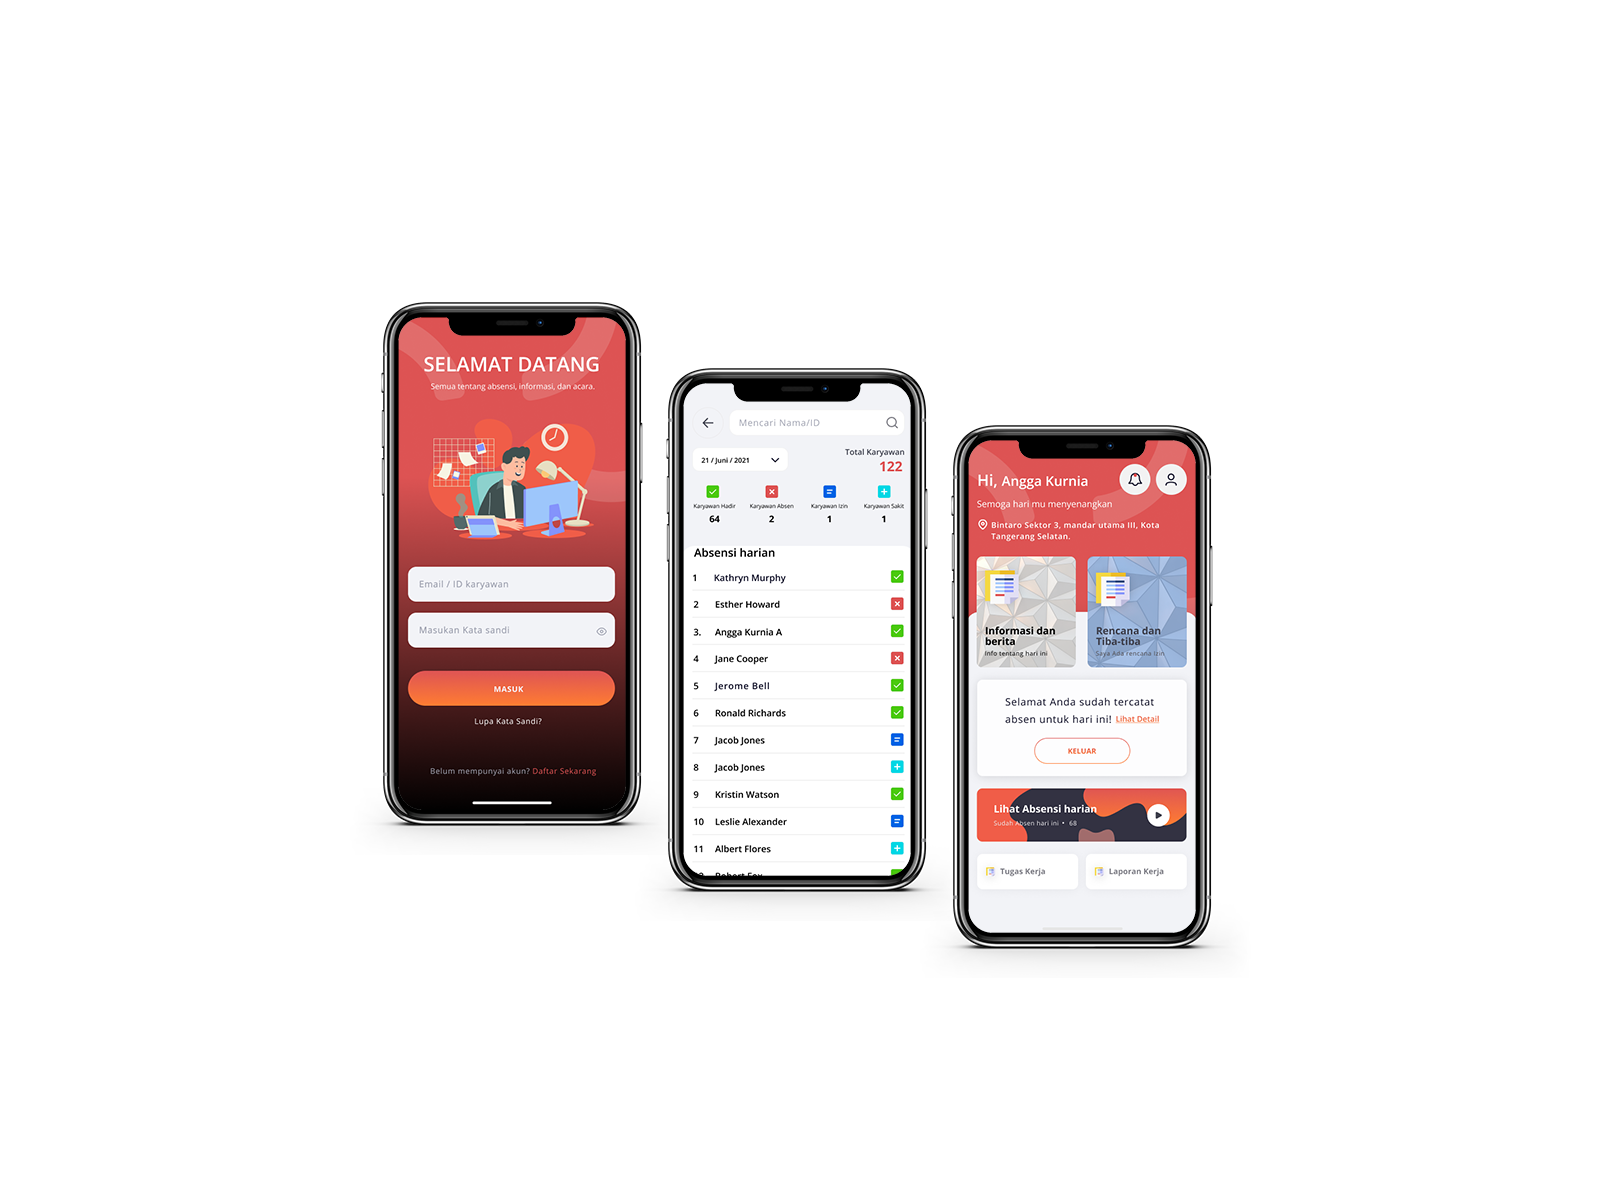 SELAMAT DATANG
Semua tentang absensi, informasi, dan acara.
Email / ID karyawan
Masukan Kata sandi
MASUK
Lupa Kata Sandi?
Belum mempunyai akun? Daftar Sekarang
Mencari Nama/ID
21 / Juni / 2021
Total Karyawan
122
Karyawan Hadir
64
Karyawan Absen
2
Karyawan Izin
1
Karyawan Sakit
1
Absensi harian
1 Kathryn Murphy
2 Esther Howard
3. Angga Kurnia A
4 Jane Cooper
5 Jerome Bell
6 Ronald Richards
7 Jacob Jones
8 Jacob Jones
9 Kristin Watson
10 Leslie Alexander
11 Albert Flores
Hi, Angga Kurnia
Semoga hari mu menyenangkan
Bintaro Sektor 3, mandar utama III, Kota
Tangerang Selatan.
Informasi dan
berita
Info tentang hari ini
Rencana dan
Tiba-tiba
Saya Ada rencana Izin
Selamat Anda sudah tercatat
absen untuk hari ini! Lihat Detail
KELUAR
Lihat Absensi harian
Sudah Absen hari ini • 68
Tugas Kerja
Laporan Kerja